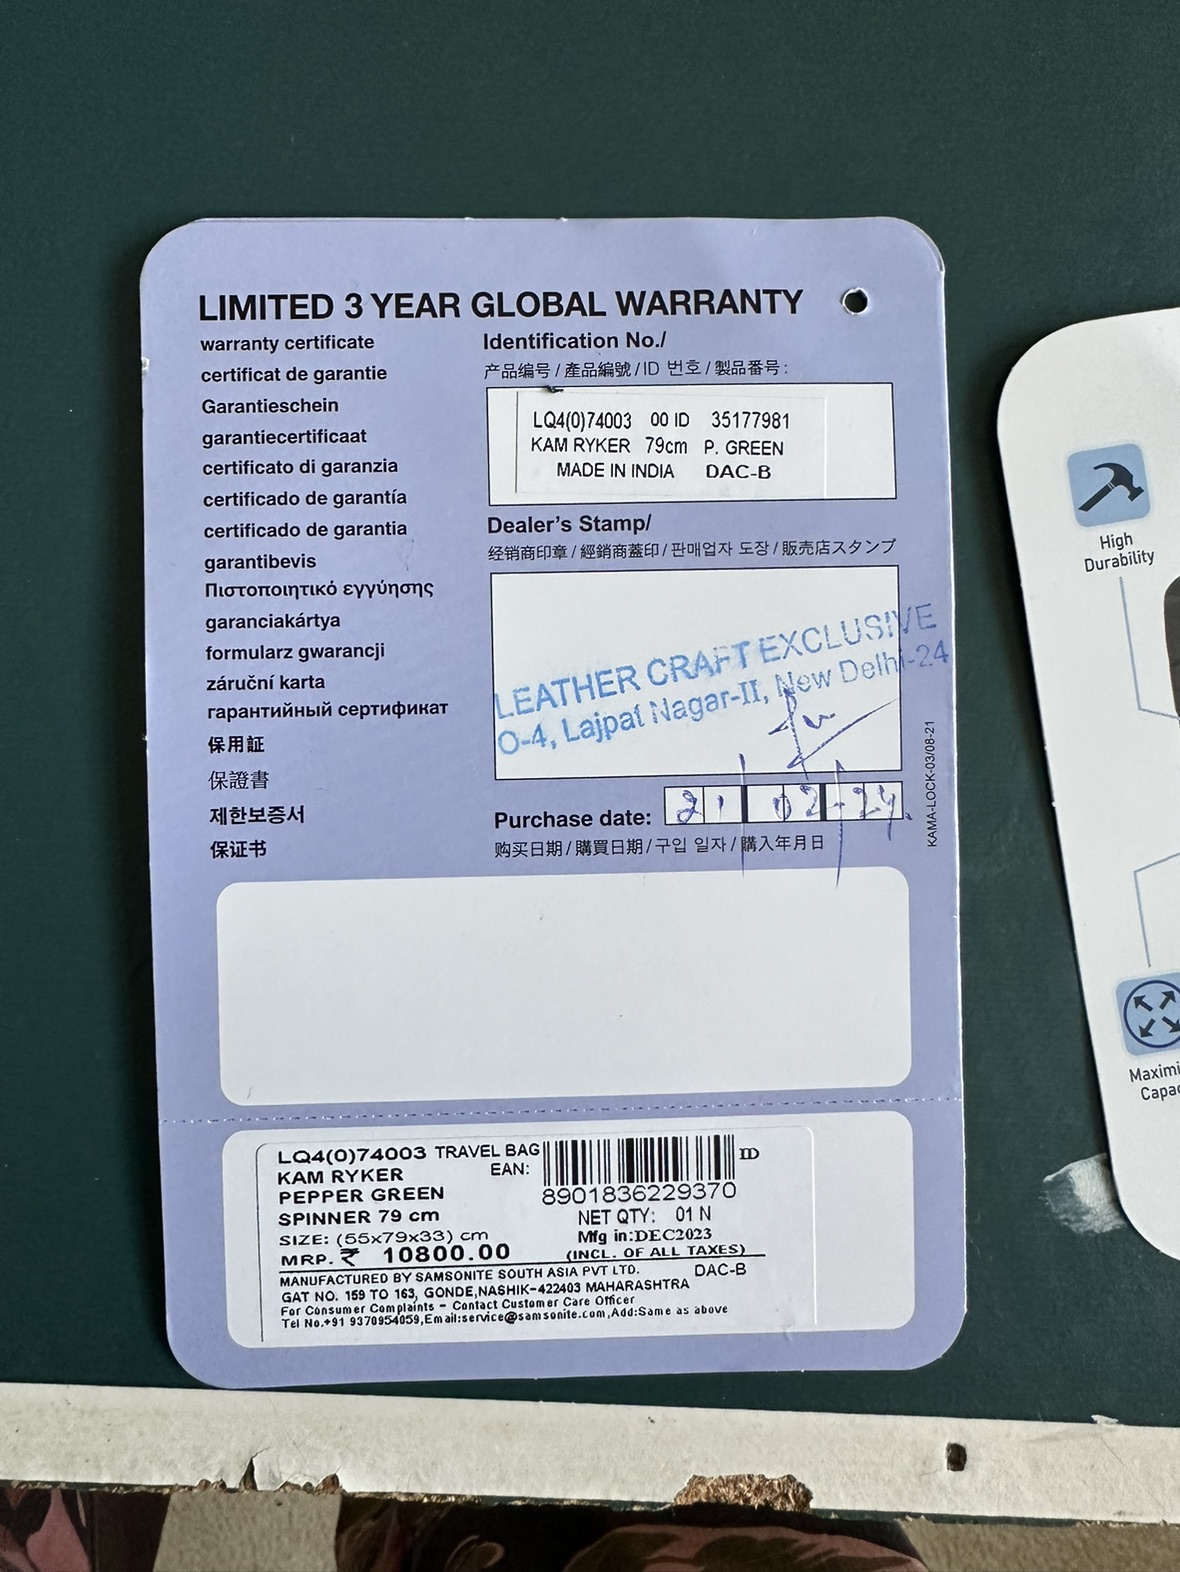 LIMITED 3 YEAR GLOBAL WARRANTY
warranty certificate
certificat de garantie
Garantieschein
garantiecertificaat
certificato di garanzia
certificado de garantía
certificado de garantia
garantibevis
Πιστοποιητικό εγγύησης
garanciakártya
formularz gwarancji
záruční karta
гарантийный сертификат
保用証
保證書
제한보증서
保证书
Identification No./
产品编号 / 產品編號 / ID 번호 / 製品番号 :
LQ4(0)74003 00 ID 35177981
KAM RYKER 79cm P. GREEN
MADE IN INDIA DAC-B
Dealer's Stamp/
经销商印章 / 經銷商蓋印 / 판매업자 도장 / 販売店スタンプ
LEATHER CRAFT EXCLUSIVE
O-4, Lajpat Nagar-II, New Delhi-24
Purchase date: 21 02 - 24.
购买日期 / 購買日期 / 구입 일자 / 購入年月日
KAMA-LOCK-03/08-21
LQ4(0)74003 TRAVEL BAG
KAM RYKER EAN:
PEPPER GREEN
SPINNER 79 cm
SIZE: (55x79x33) cm
MRP. ₹ 10800.00
ID
8901836229370
NET QTY: 01 N
Mfg in:DEC2023
(INCL. OF ALL TAXES)
MANUFACTURED BY SAMSONITE SOUTH ASIA PVT LTD. DAC-B
GAT NO. 159 TO 163, GONDE,NASHIK-422403 MAHARASHTRA
For Consumer Complaints - Contact Customer Care Officer
Tel No.+91 9370954059,Email:service@samsonite.com,Add:Same as above
High
Durability
Maximi
Capac